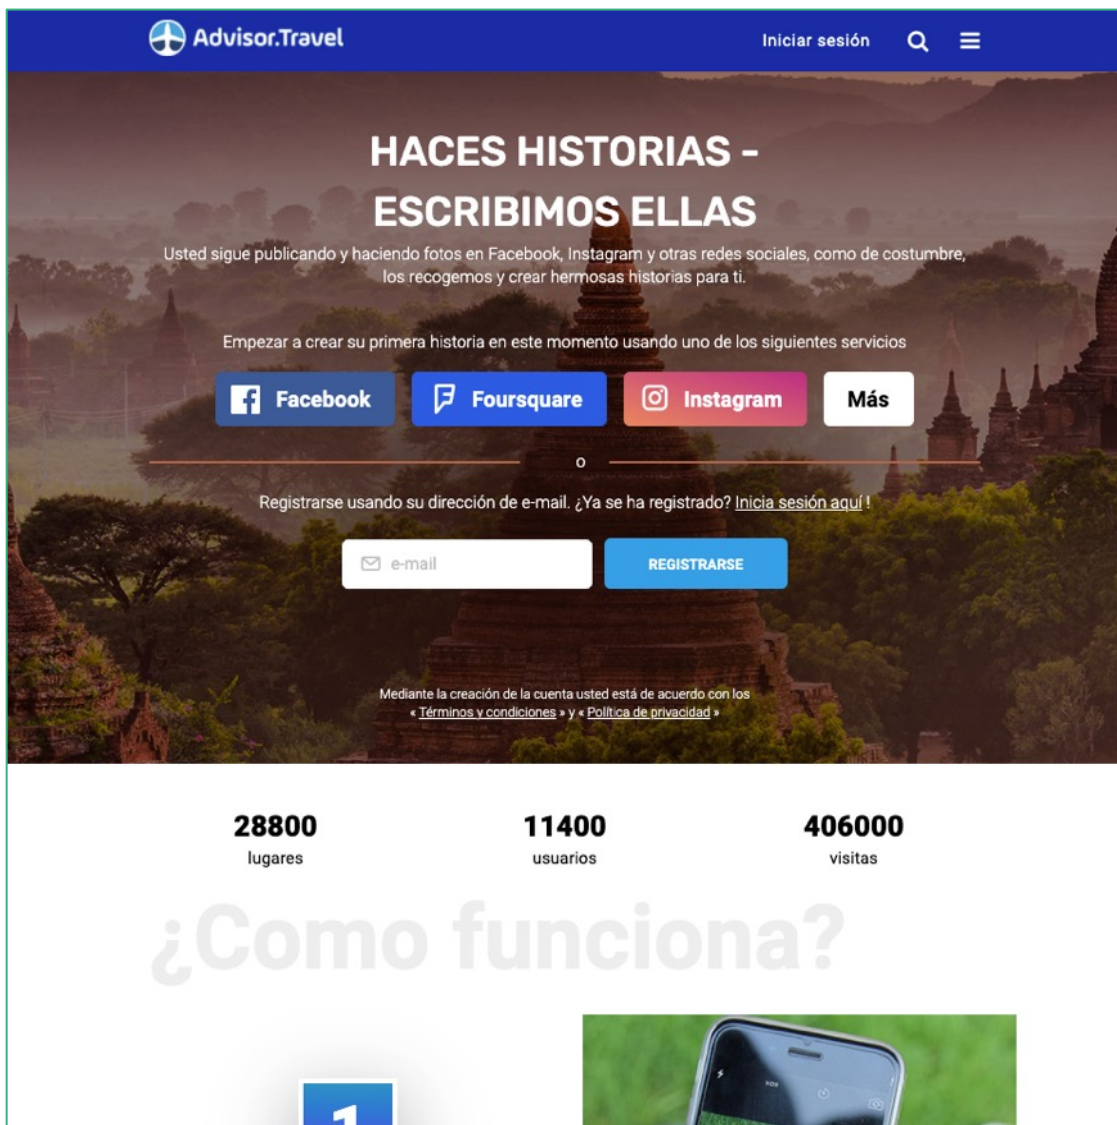 Advisor.Travel
Iniciar sesión
HACES HISTORIAS -
ESCRIBIMOS ELLAS
Usted sigue publicando y haciendo fotos en Facebook, Instagram y otras redes sociales, como de costumbre,
los recogemos y crear hermosas historias para ti.
Empezar a crear su primera historia en este momento usando uno de los siguientes servicios
Facebook
Foursquare
Instagram
Más
o
Registrarse usando su dirección de e-mail. ¿Ya se ha registrado? Inicia sesión aquí !
e-mail
REGISTRARSE
Mediante la creación de la cuenta usted está de acuerdo con los
« Términos y condiciones » y « Política de privacidad »
28800
lugares
11400
usuarios
406000
visitas
¿Como funciona?
1